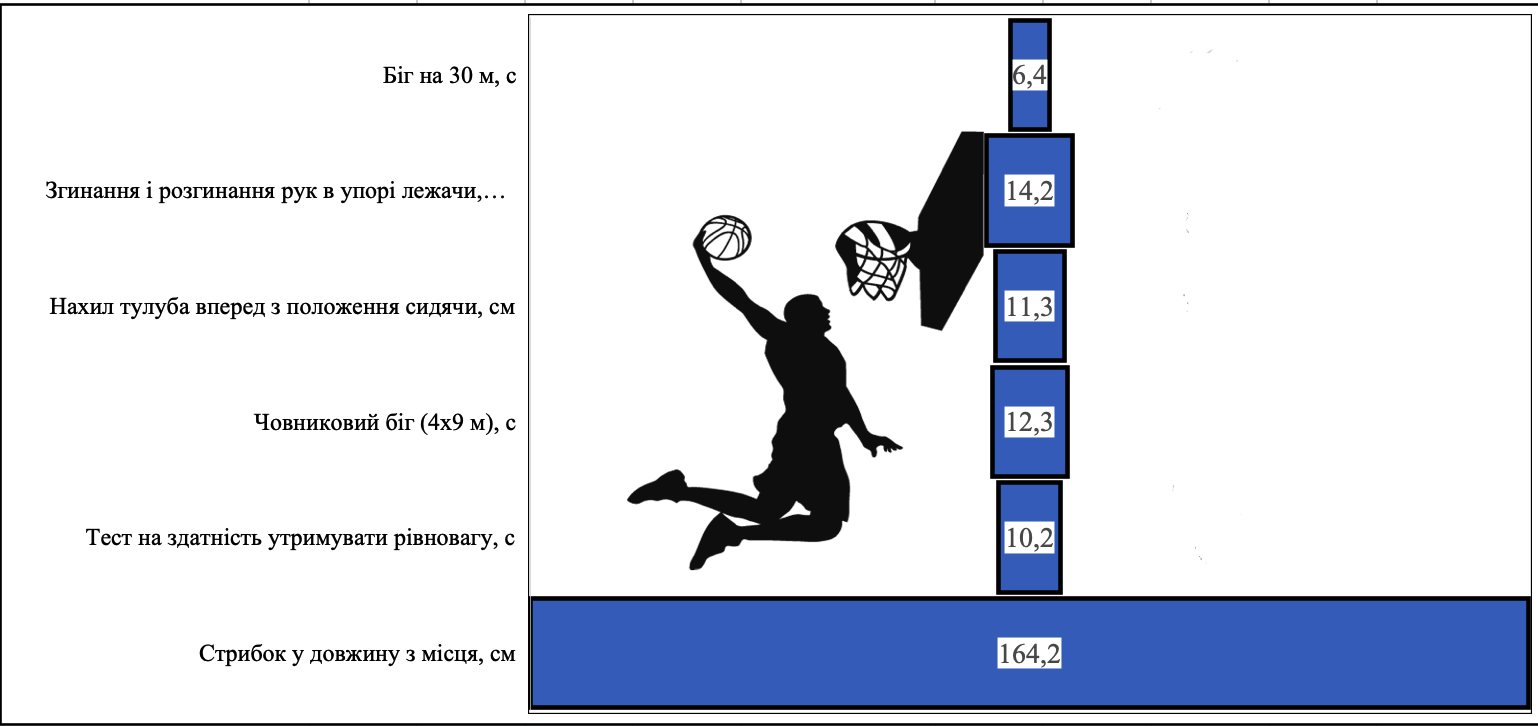 Біг на 30 м, с
6,4
Згинання і розгинання рук в упорі лежачи,…
14,2
Нахил тулуба вперед з положення сидячи, см
11,3
Човниковий біг (4х9 м), с
12,3
Тест на здатність утримувати рівновагу, с
10,2
Стрибок у довжину з місця, см
164,2